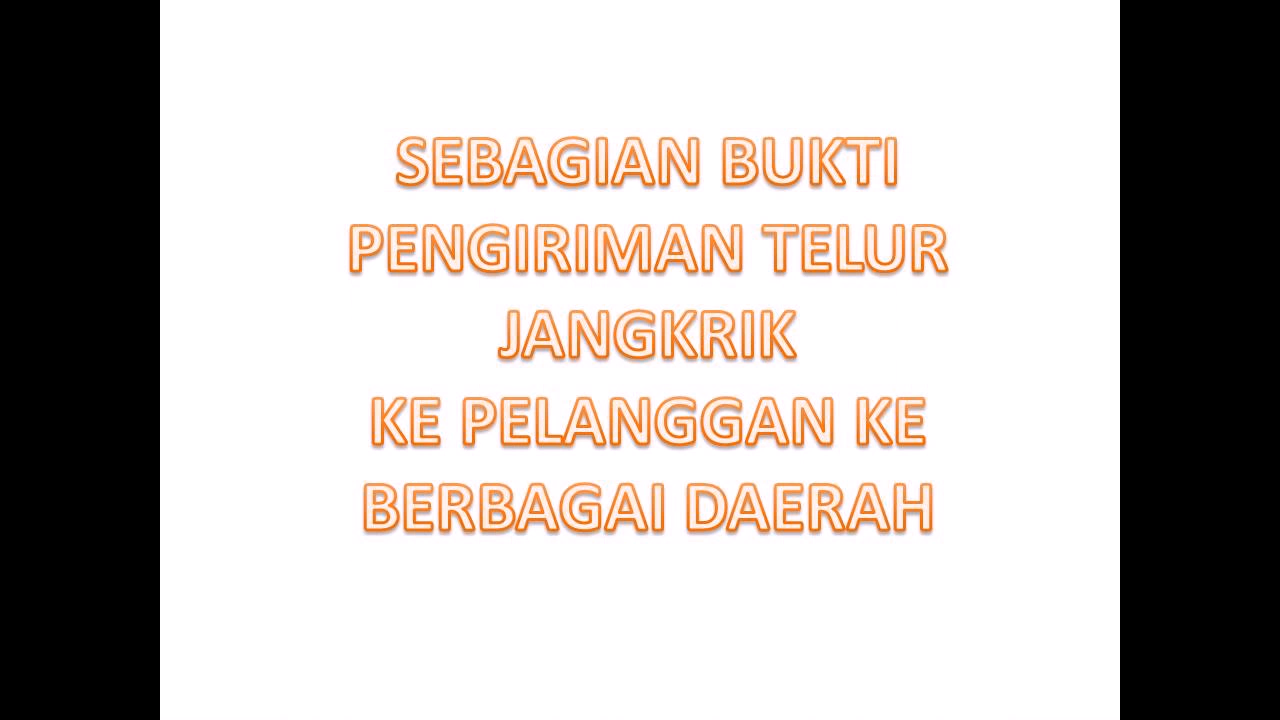 SEBAGIAN BUKTI
PENGIRIMAN TELUR
JANGKRIK
KE PELANGGAN KE
BERBAGAI DAERAH